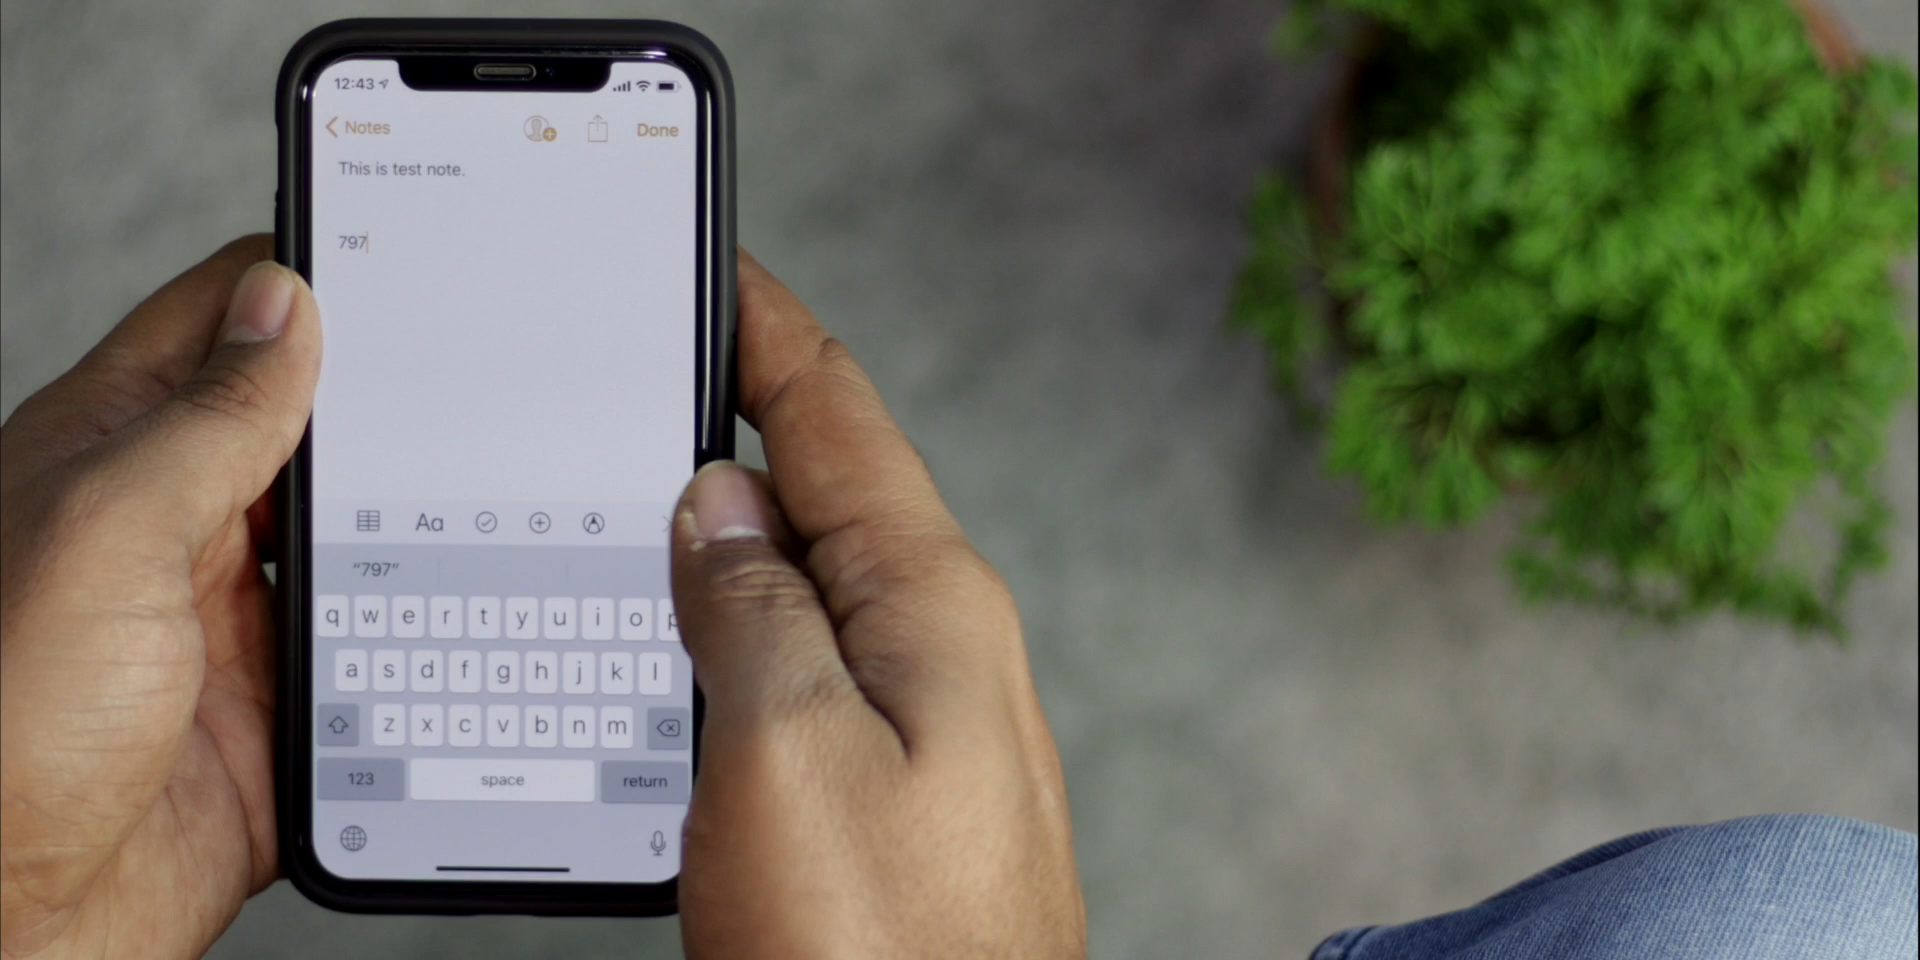 12:43
Notes
Done
This is test note.
797
Aa
“797”
q w e r t y u i o p
a s d f g h j k l
z x c v b n m
123 space return